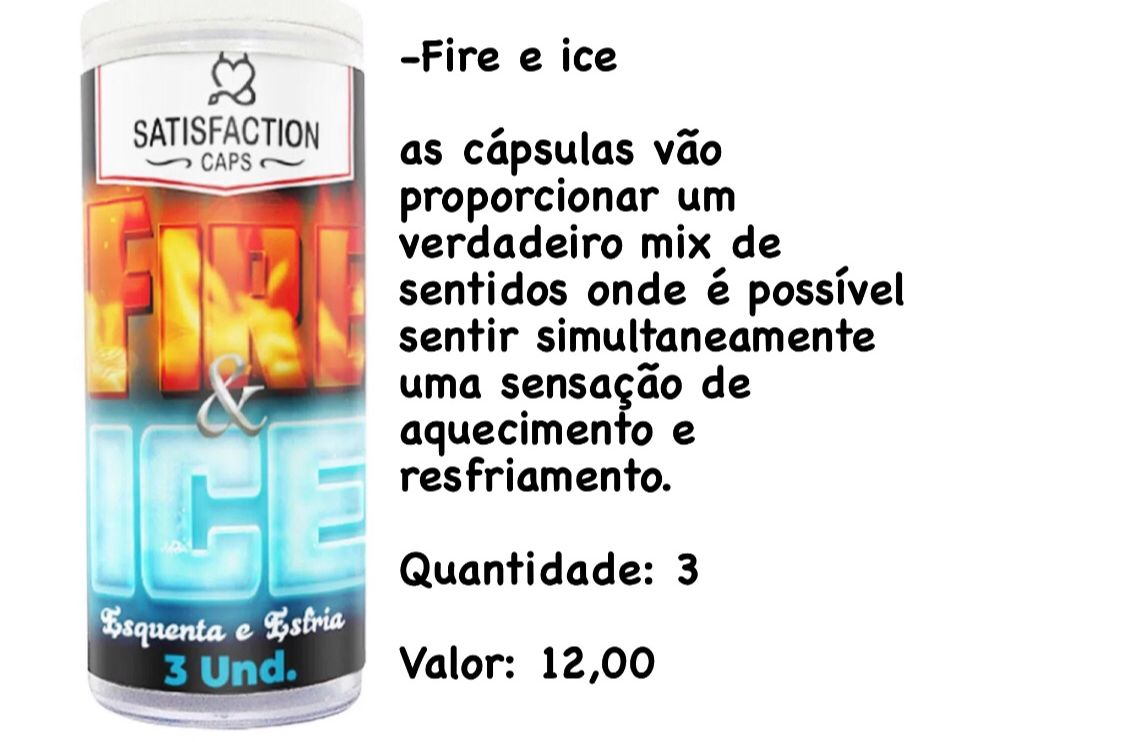 SATISFACTION
CAPS
FIRE
&
ICE
Esquenta e Esfria
3 Und.
-Fire e ice
as cápsulas vão
proporcionar um
verdadeiro mix de
sentidos onde é possível
sentir simultaneamente
uma sensação de
aquecimento e
resfriamento.
Quantidade: 3
Valor: 12,00